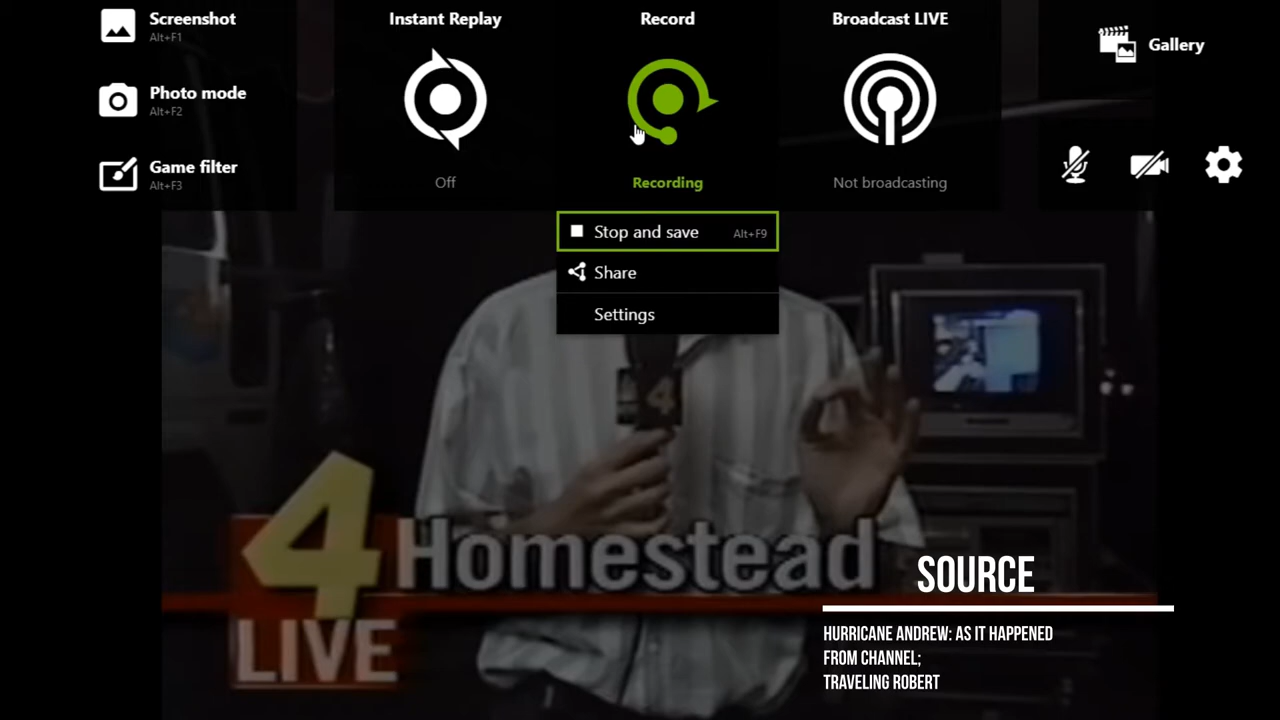 Screenshot
Alt+F1
Photo mode
Alt+F2
Game filter
Alt+F3
Instant Replay
Off
Record
Recording
Broadcast LIVE
Not broadcasting
Gallery
Stop and save Alt+F9
Share
Settings
4
4 Homestead
LIVE
SOURCE
HURRICANE ANDREW: AS IT HAPPENED
FROM CHANNEL;
TRAVELING ROBERT